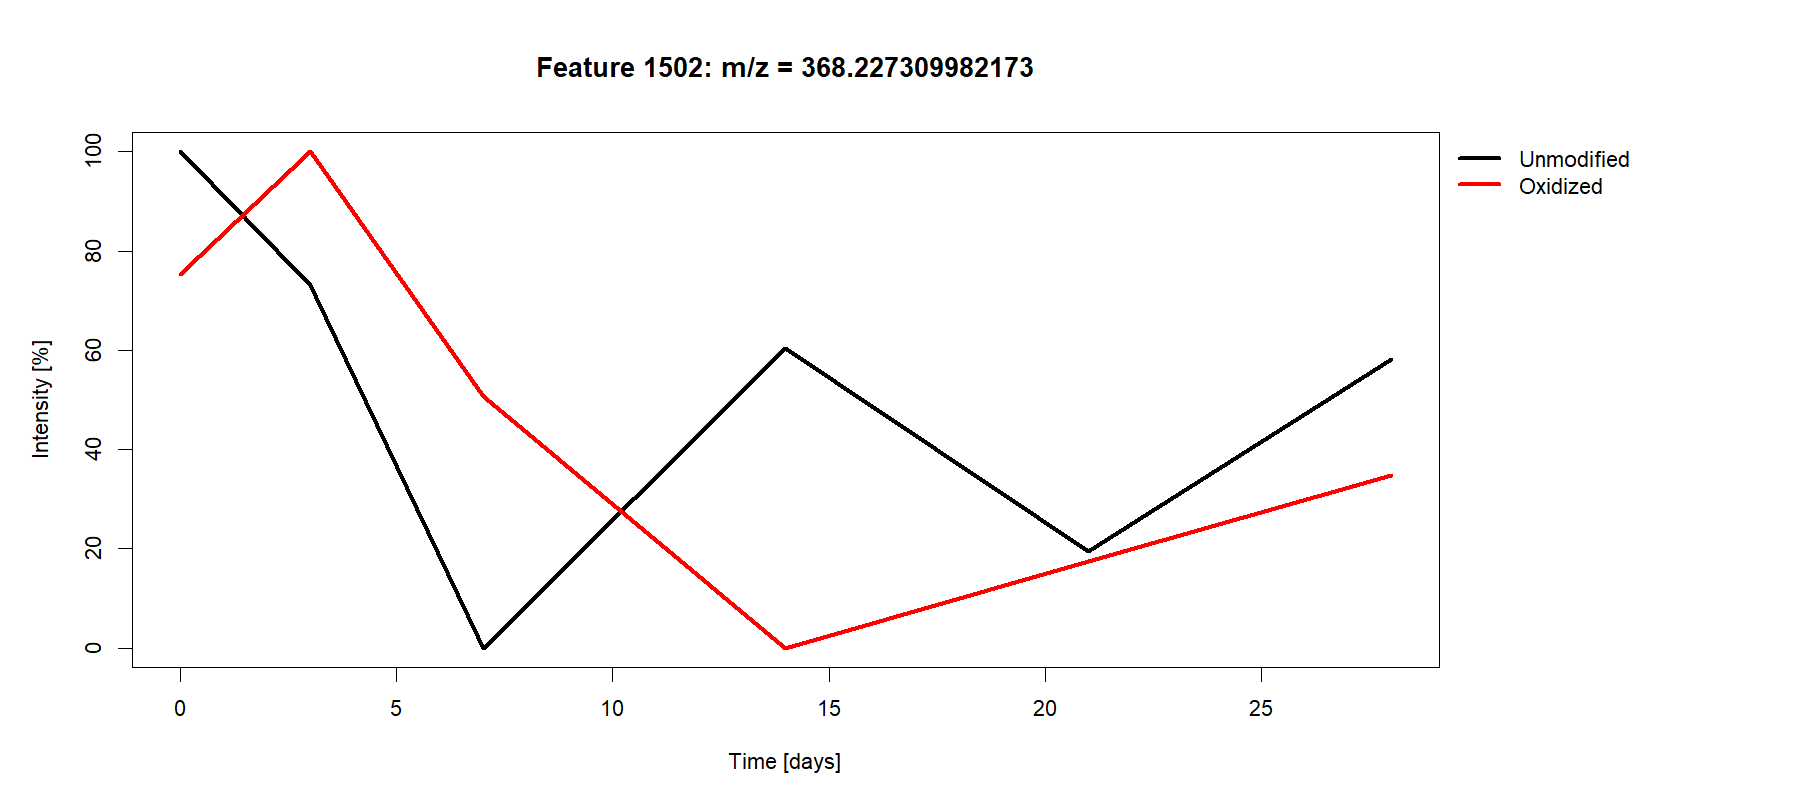 Feature 1502: m/z = 368.227309982173
Unmodified
Oxidized
Intensity [%]
100
80
60
40
20
0
0 5 10 15 20 25
Time [days]